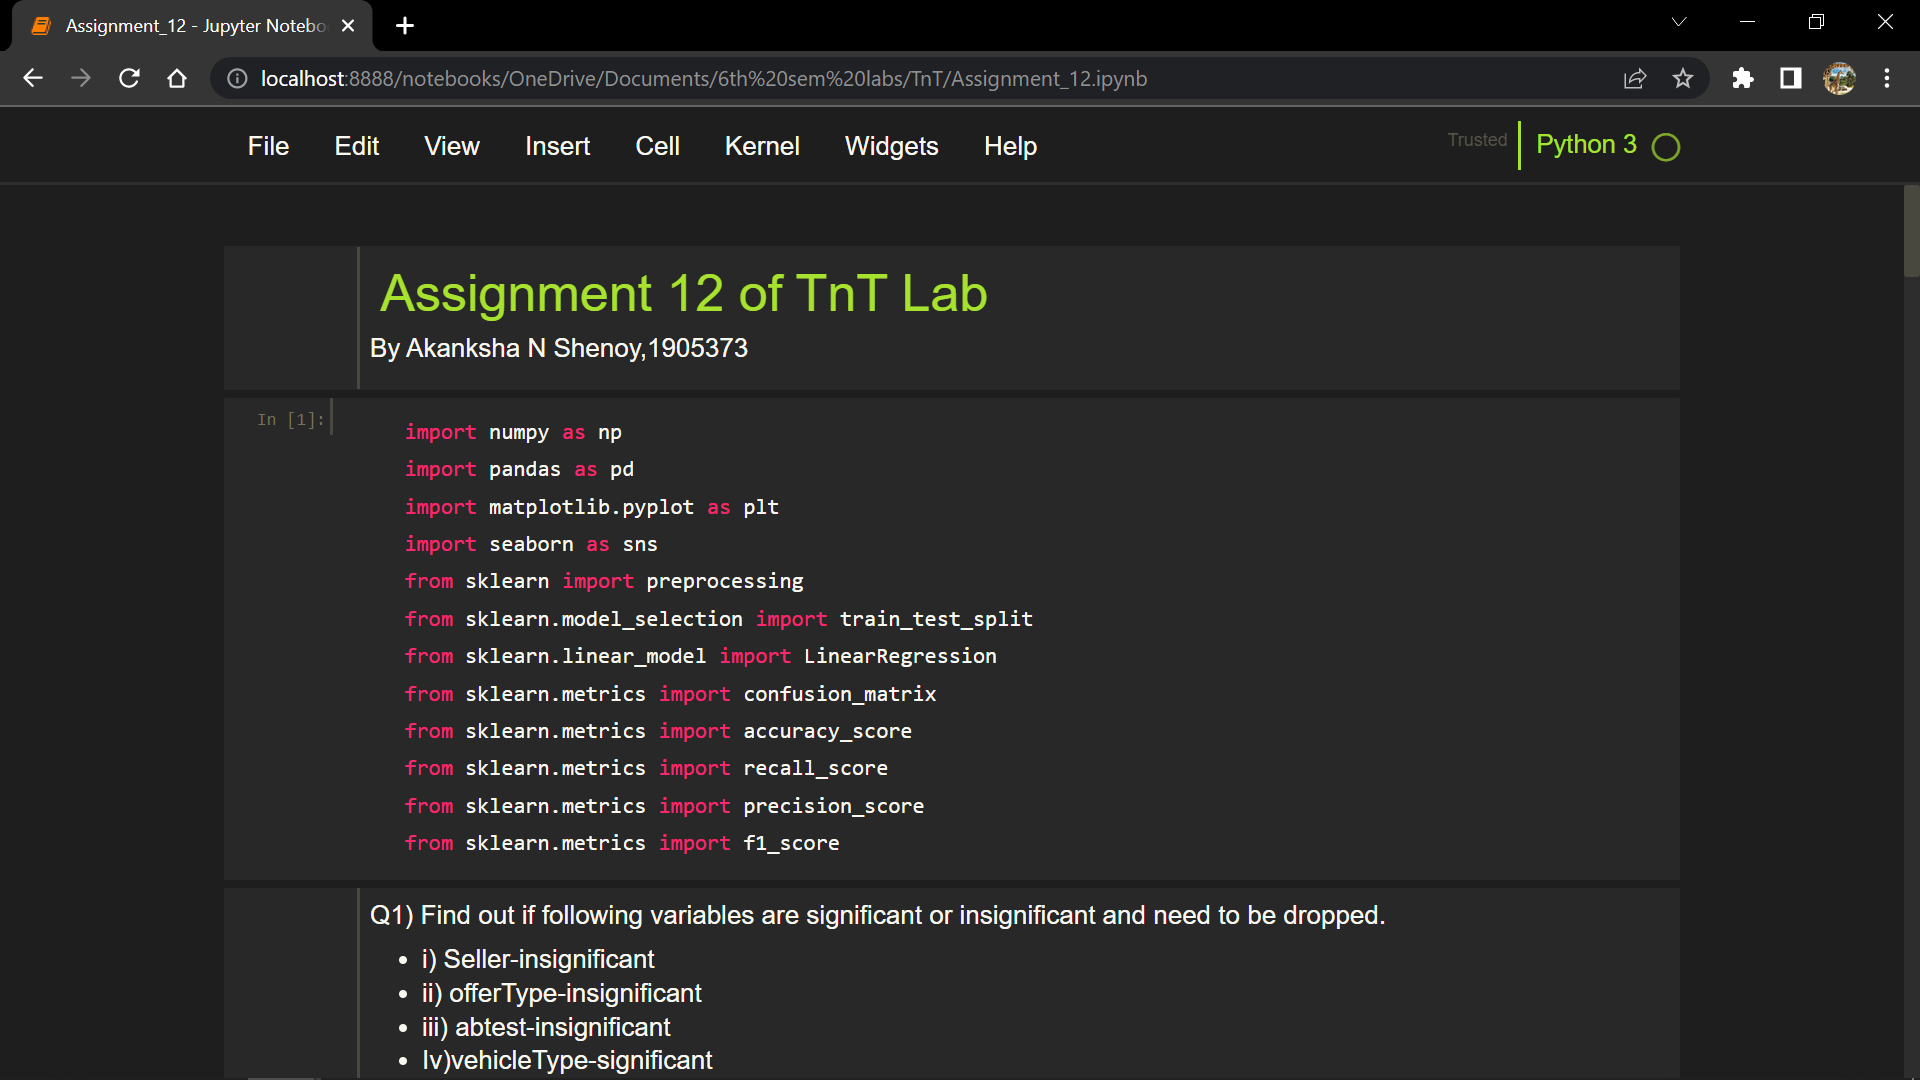 Assignment_12 - Jupyter Notebo
localhost:8888/notebooks/OneDrive/Documents/6th%20sem%20labs/TnT/Assignment_12.ipynb
File Edit View Insert Cell Kernel Widgets Help Trusted Python 3
Assignment 12 of TnT Lab
By Akanksha N Shenoy,1905373
In [1]:
import numpy as np
import pandas as pd
import matplotlib.pyplot as plt
import seaborn as sns
from sklearn import preprocessing
from sklearn.model_selection import train_test_split
from sklearn.linear_model import LinearRegression
from sklearn.metrics import confusion_matrix
from sklearn.metrics import accuracy_score
from sklearn.metrics import recall_score
from sklearn.metrics import precision_score
from sklearn.metrics import f1_score
Q1) Find out if following variables are significant or insignificant and need to be dropped.
• i) Seller-insignificant
• ii) offerType-insignificant
• iii) abtest-insignificant
• Iv)vehicleType-significant